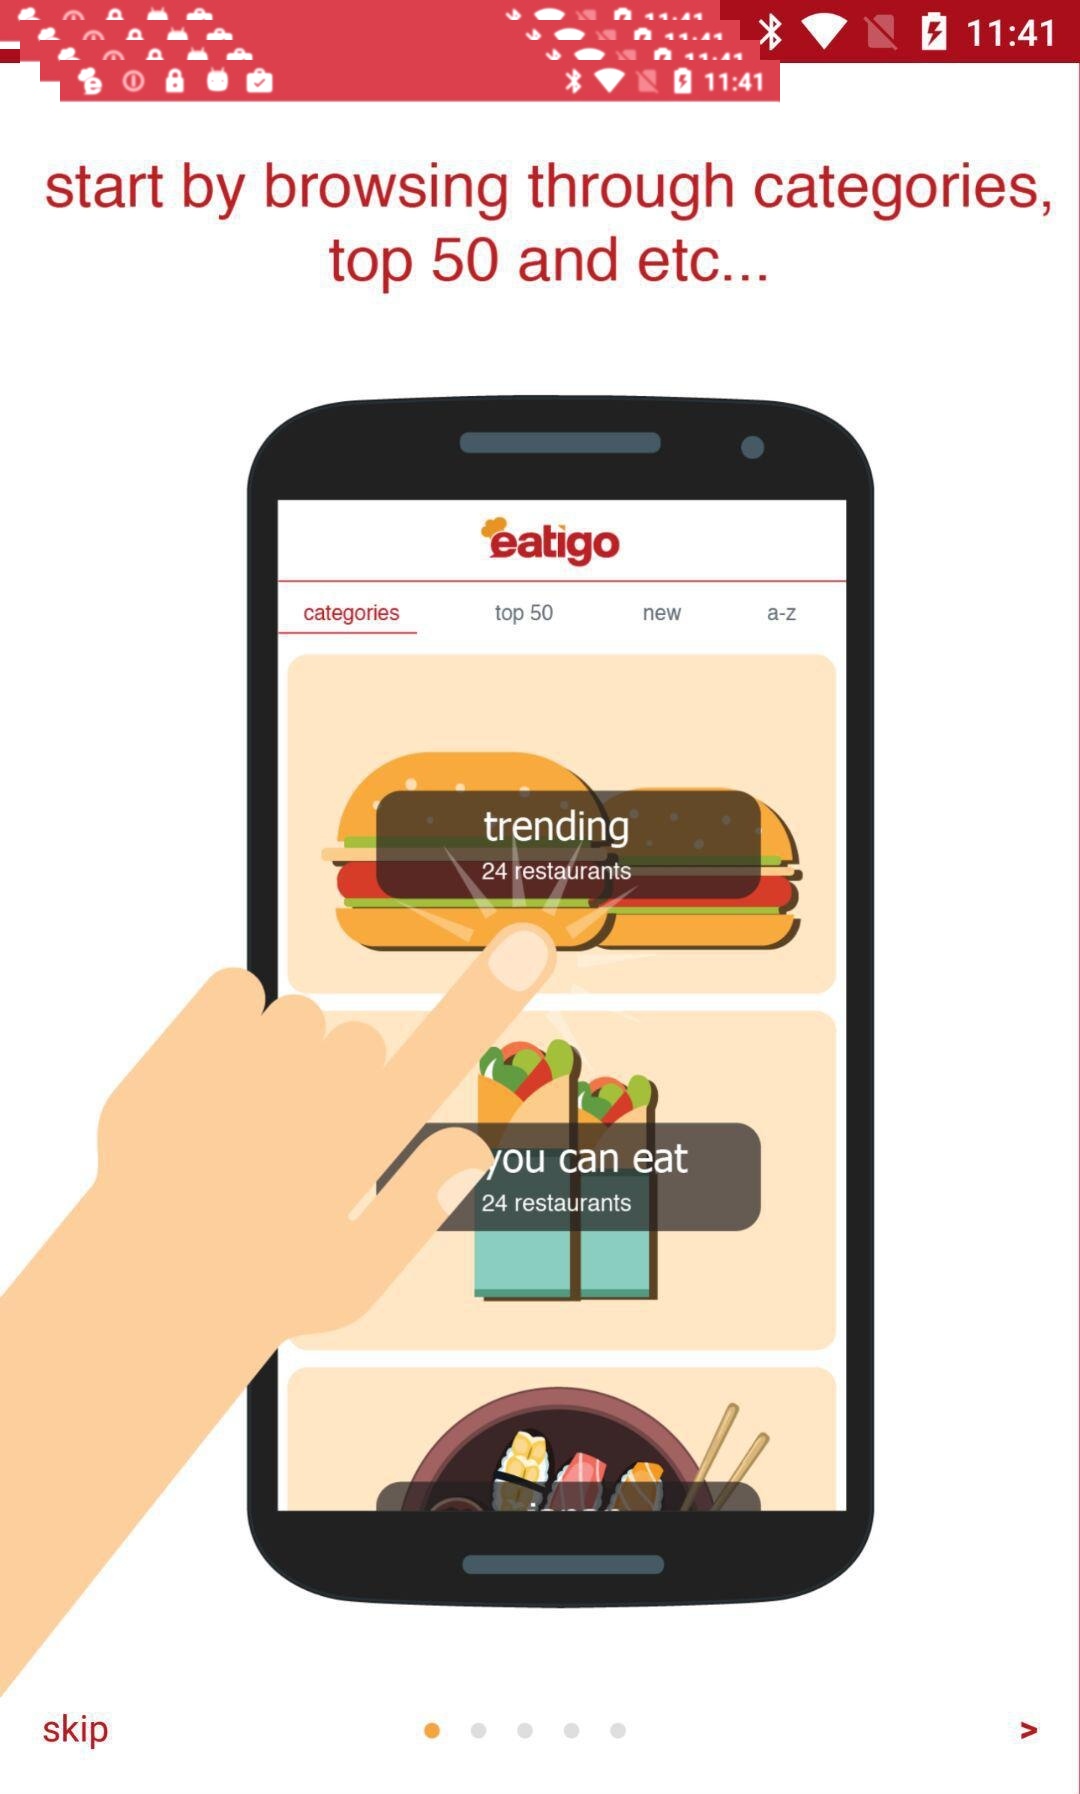 11:41
11:41
start by browsing through categories,
top 50 and etc...
eatigo
categories top 50 new a-z
trending
24 restaurants
you can eat
24 restaurants
skip >